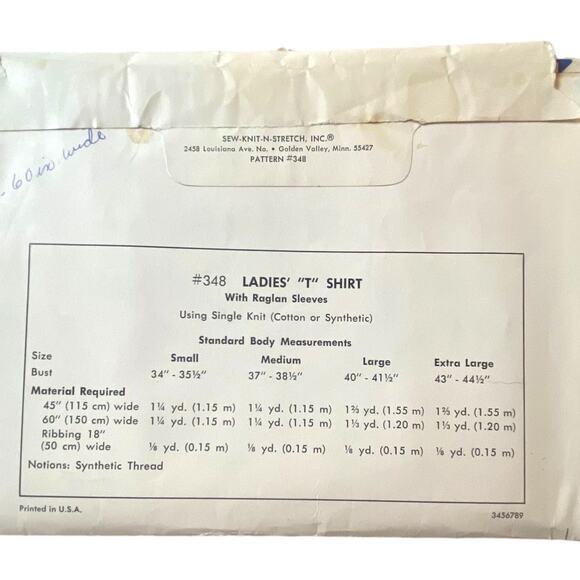 SEW-KNIT-N-STRETCH, INC.®
2458 Louisiana Ave. No. • Golden Valley, Minn. 55427
PATTERN #348
- 60 in. wide
#348 LADIES' "T" SHIRT
With Raglan Sleeves
Using Single Knit (Cotton or Synthetic)
Standard Body Measurements
Size Small Medium Large Extra Large
Bust 34" - 35½" 37" - 38½" 40" - 41½" 43" - 44½"
Material Required
45" (115 cm) wide 1¼ yd. (1.15 m) 1¼ yd. (1.15 m) 1⅔ yd. (1.55 m) 1⅔ yd. (1.55 m)
60" (150 cm) wide 1¼ yd. (1.15 m) 1¼ yd. (1.15 m) 1⅓ yd. (1.20 m) 1⅓ yd. (1.20 m)
Ribbing 18"
(50 cm) wide ⅛ yd. (0.15 m) ⅛ yd. (0.15 m) ⅛ yd. (0.15 m) ⅛ yd. (0.15 m)
Notions: Synthetic Thread
Printed in U.S.A. 3456789